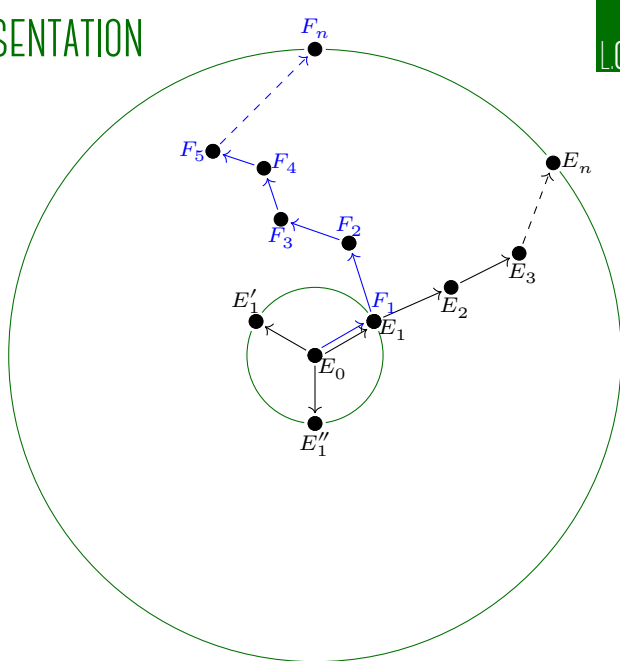 SENTATION
L.
F_n
F_5
F_4
E_n
F_2
F_3
E_3
E'_1
F_1
E_2
E_1
E_0
E''_1